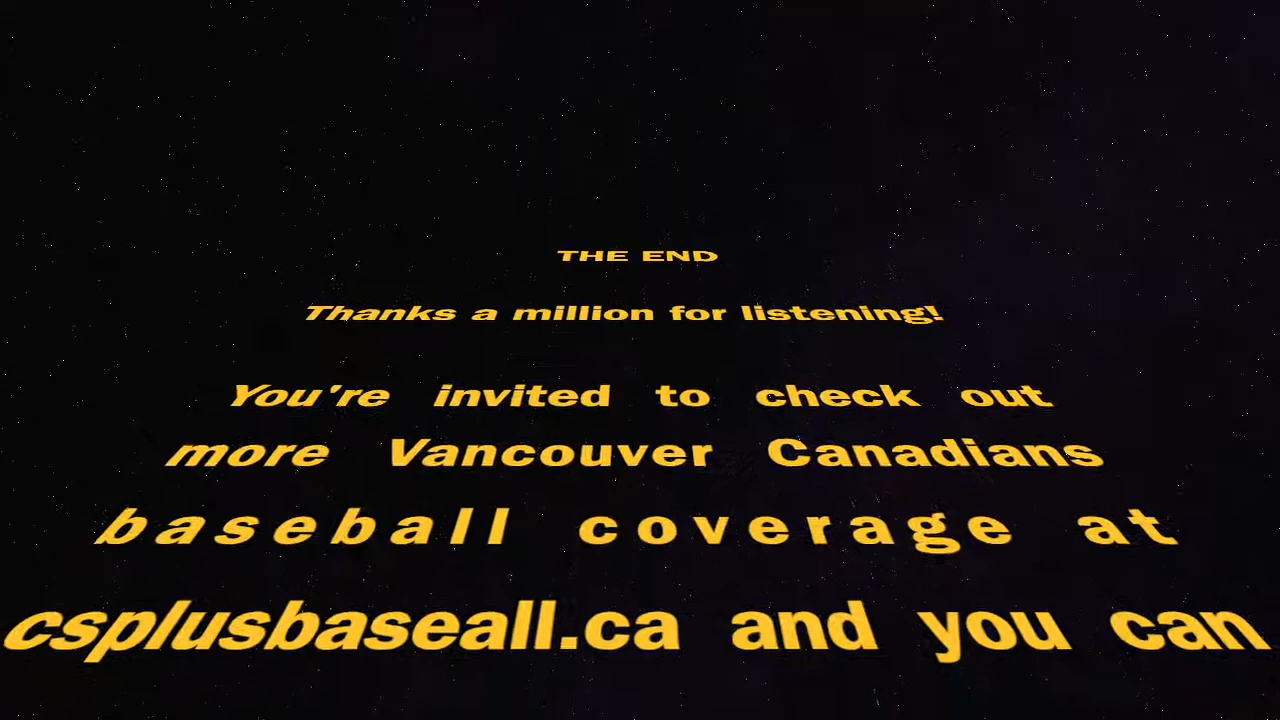 THE END
Thanks a million for listening!
You're invited to check out
more Vancouver Canadians
baseball coverage at
csplusbaseall.ca and you can